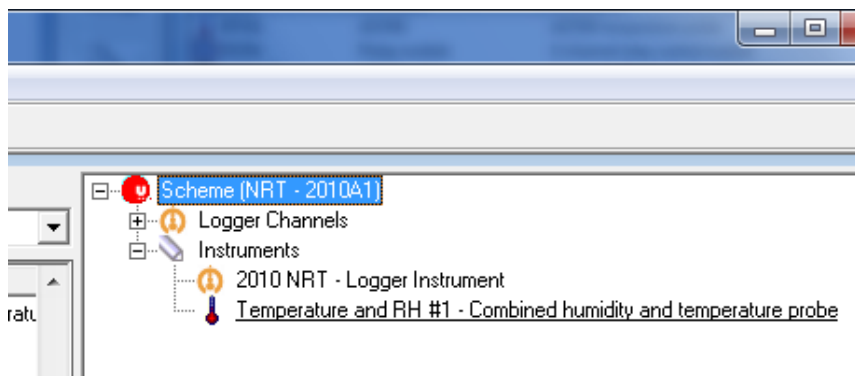 Scheme (NRT - 2010A1)
Logger Channels
Instruments
2010 NRT - Logger Instrument
ratu
Temperature and RH #1 - Combined humidity and temperature probe